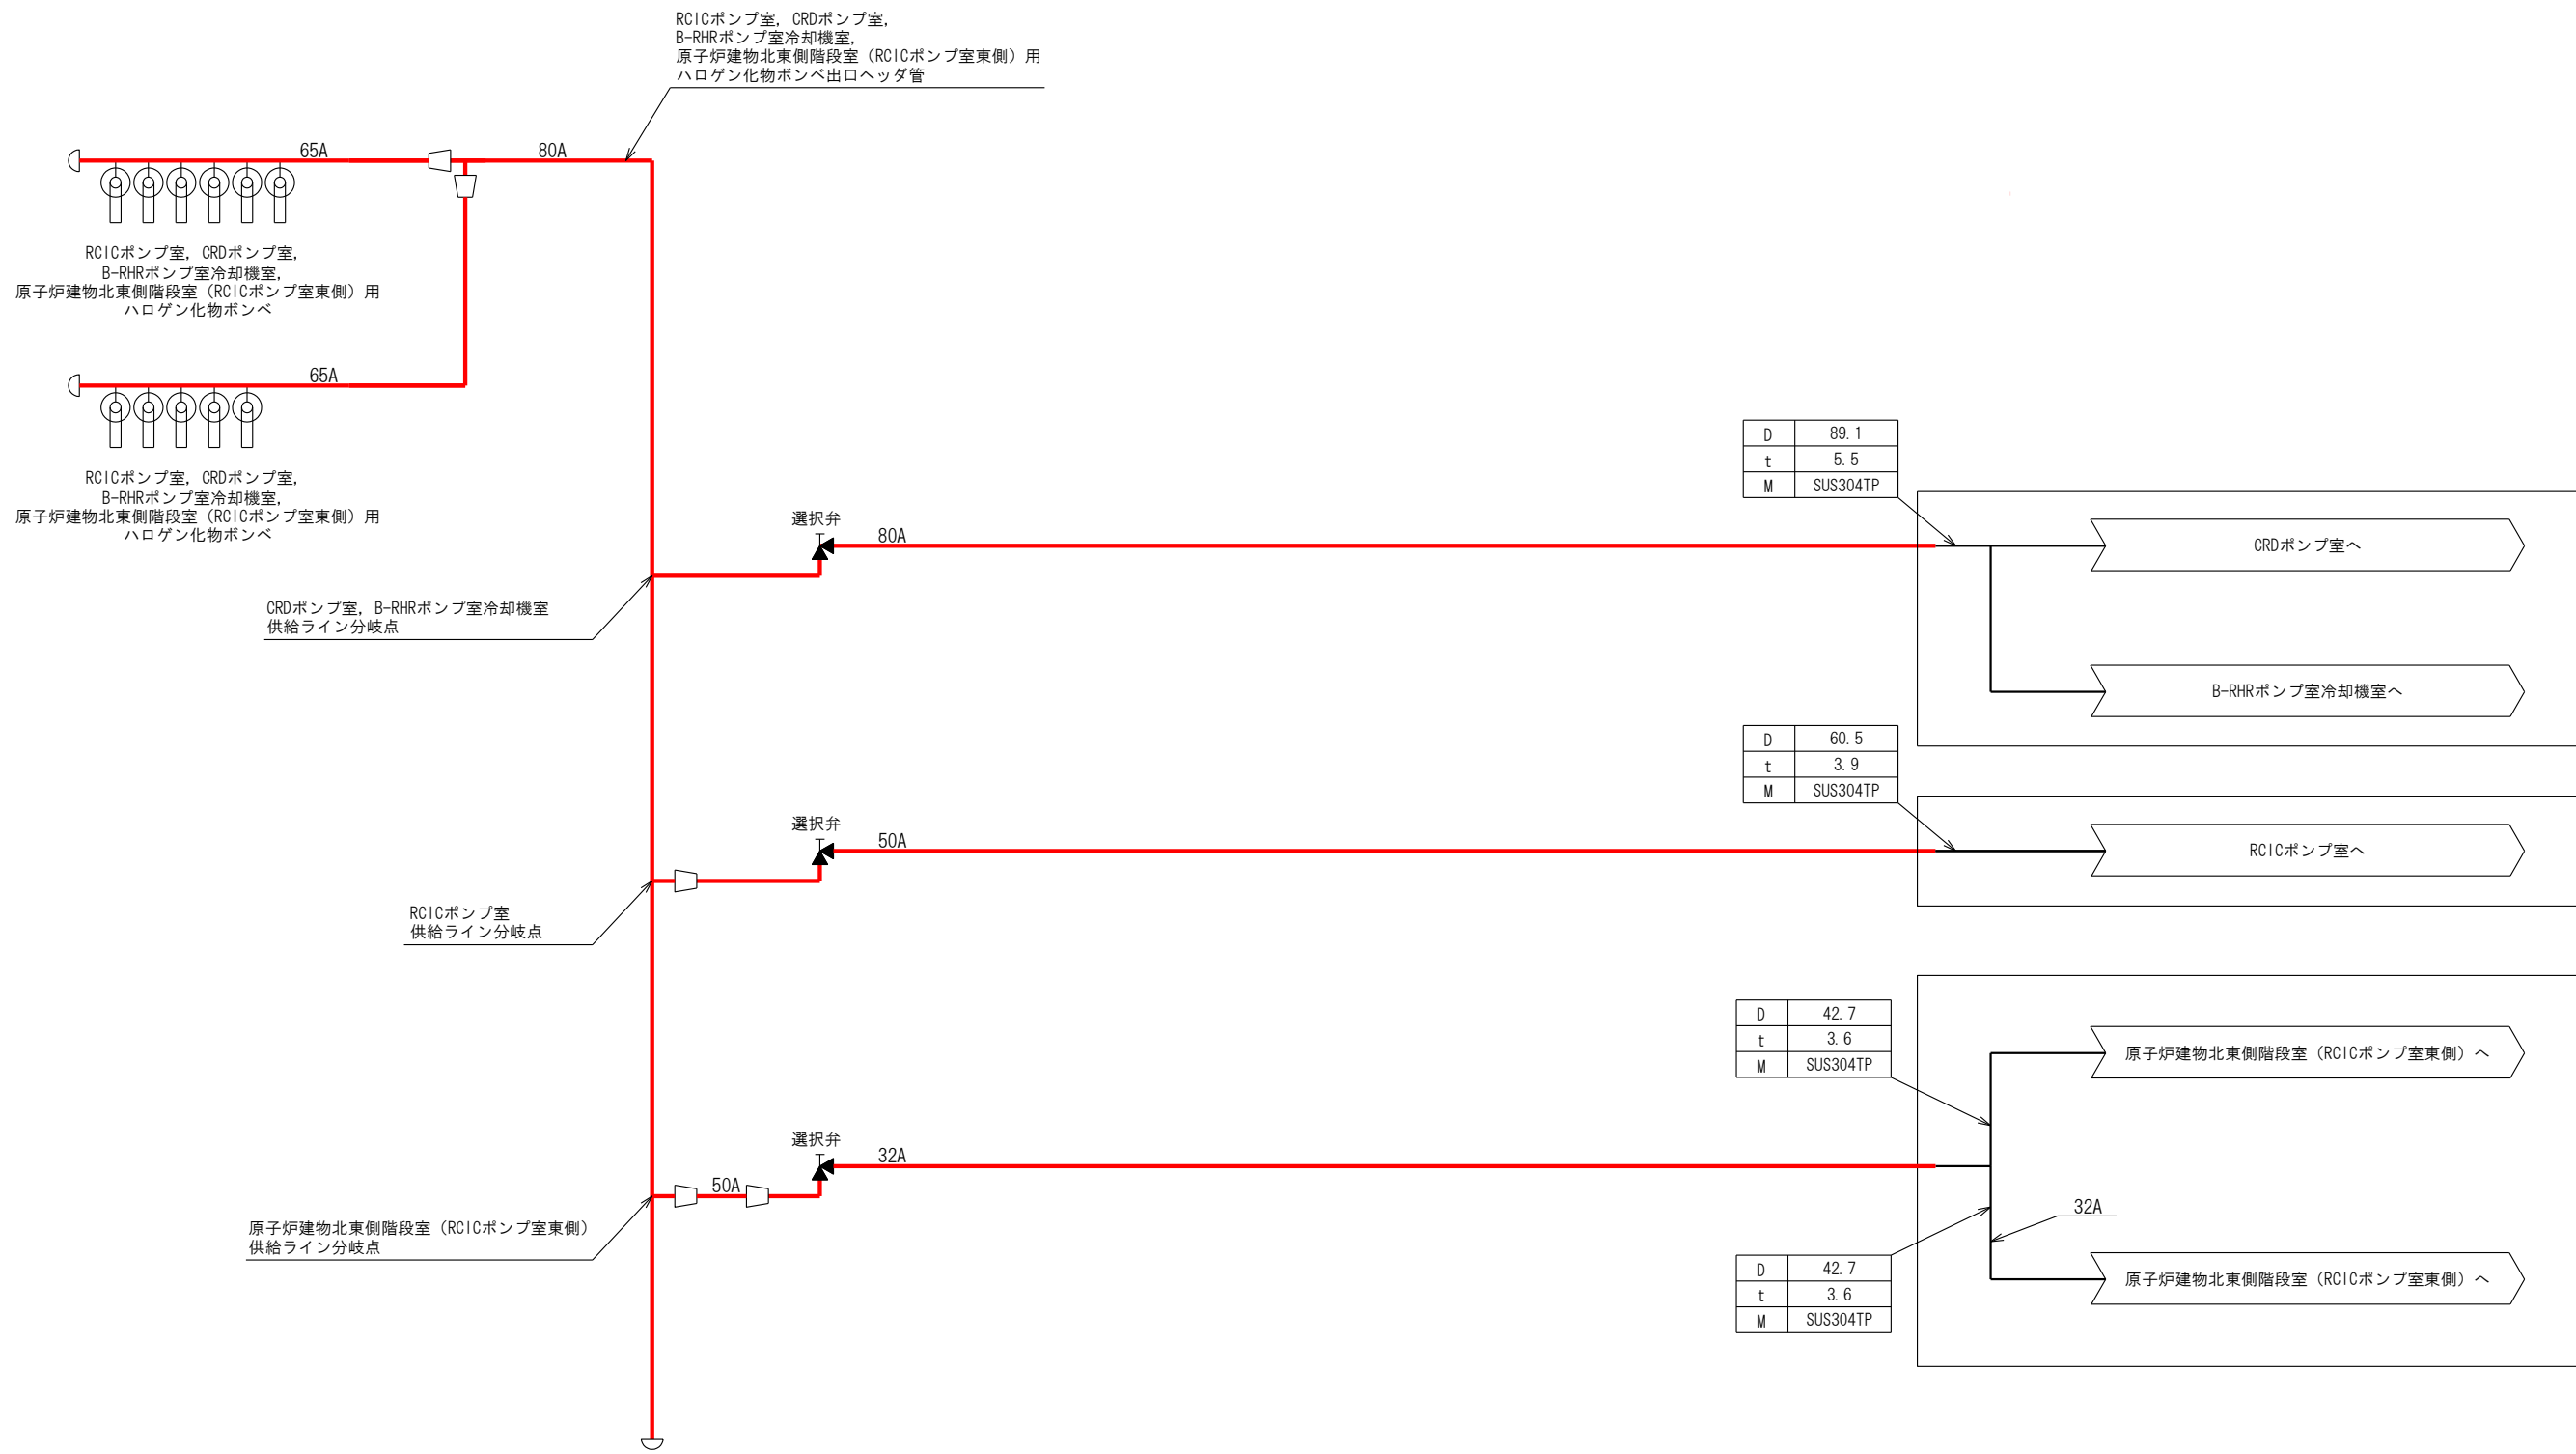 RCICポンプ室，CRDポンプ室，
B-RHRポンプ室冷却機室，
原子炉建物北東側階段室（RCICポンプ室東側）用
ハロゲン化物ボンベ出口ヘッダ管
65A
80A
RCICポンプ室，CRDポンプ室，
B-RHRポンプ室冷却機室，
原子炉建物北東側階段室（RCICポンプ室東側）用
ハロゲン化物ボンベ
65A
RCICポンプ室，CRDポンプ室，
B-RHRポンプ室冷却機室，
原子炉建物北東側階段室（RCICポンプ室東側）用
ハロゲン化物ボンベ
D 89.1
t 5.5
M SUS304TP
選択弁
80A
CRDポンプ室へ
CRDポンプ室，B-RHRポンプ室冷却機室
供給ライン分岐点
B-RHRポンプ室冷却機室へ
D 60.5
t 3.9
M SUS304TP
選択弁
50A
RCICポンプ室へ
RCICポンプ室
供給ライン分岐点
D 42.7
t 3.6
M SUS304TP
原子炉建物北東側階段室（RCICポンプ室東側）へ
選択弁
32A
50A
32A
原子炉建物北東側階段室（RCICポンプ室東側）
供給ライン分岐点
D 42.7
t 3.6
M SUS304TP
原子炉建物北東側階段室（RCICポンプ室東側）へ